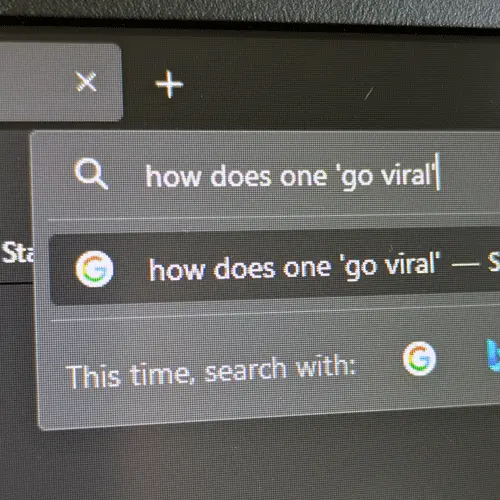 how does one 'go viral'
Sta
how does one 'go viral' — S
This time, search with: